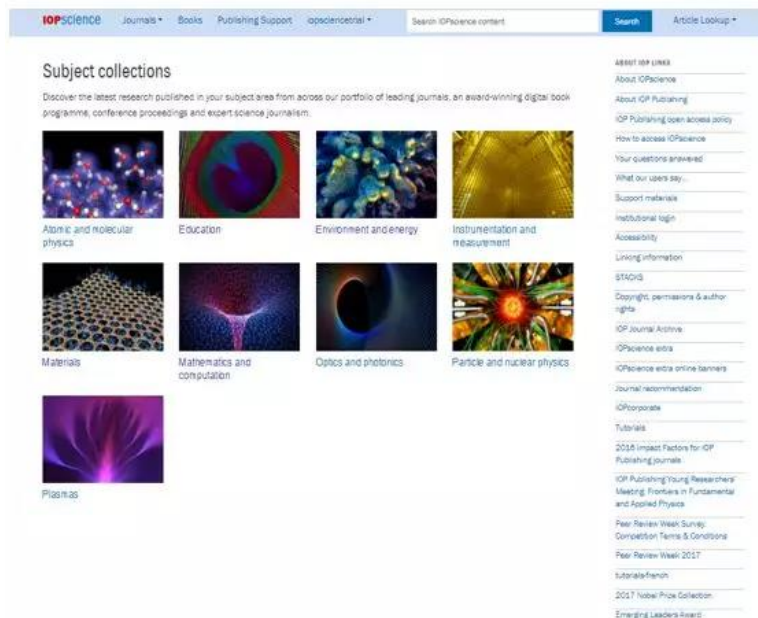 IOPSCIENCE
Journals
Books
Publishing Support
iopsciencetrial
Search IOPscience content
Search
Article Lookup
Subject collections
Discover the latest research published in your subject area from across our portfolio of leading journals, an award-winning digital book
programme, conference proceedings and expert science journalism.
Atomic and molecular
physics
Education
Environment and energy
Instrumentation and
measurement
Materials
Mathematics and
computation
Optics and photonics
Particle and nuclear physics
Plasmas
ABOUT IOP LINKS
About IOPscience
About IOP Publishing
IOP Publishing open access policy
How to access IOPscience
Your questions answered
What our users say...
Support materials
Institutional login
Accessibility
Linking information
STACKS
Copyright, permissions & author
rights
IOP Journal Archive
IOPscience extra
IOPscience extra online banners
Journal recommendation
IOPcorporate
Tutorials
2016 Impact Factors for IOP
Publishing journals
IOP Publishing Young Researchers'
Meeting: Frontiers in Fundamental
and Applied Physics
Peer Review Week Survey:
Competition Terms & Conditions
Peer Review Week 2017
tutorials-french
2017 Nobel Prize Collection
Emerging Leaders Award